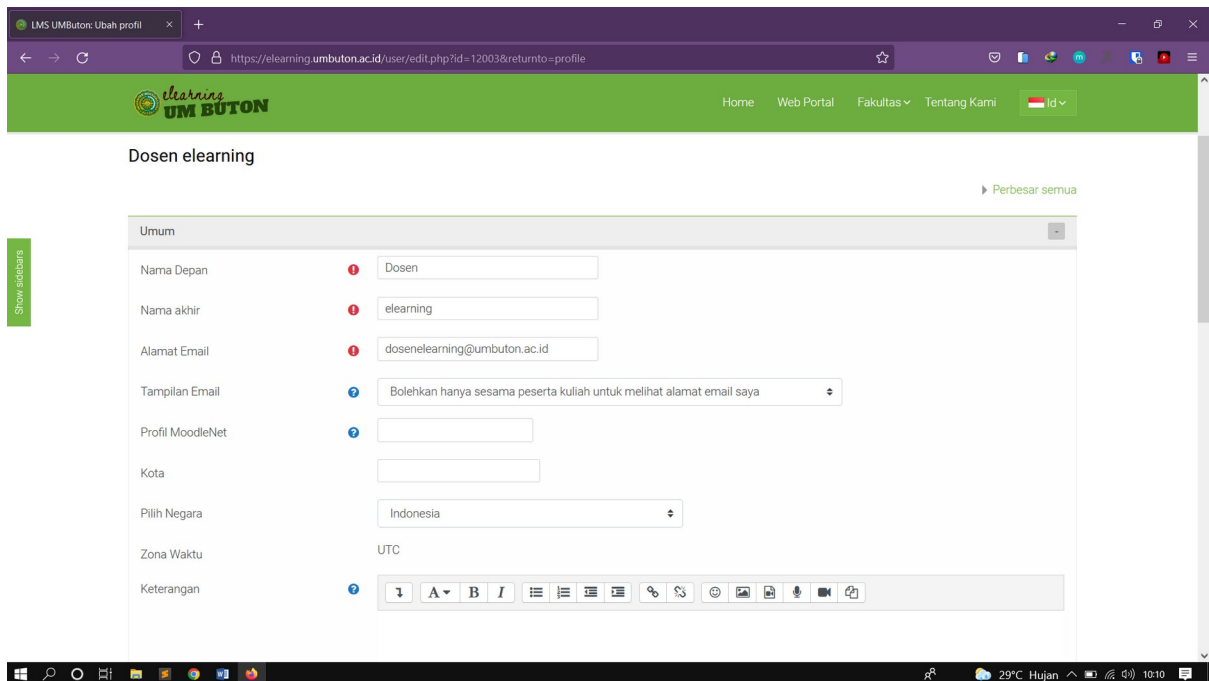 LMS UMButon: Ubah profil
https://elearning.umbuton.ac.id/user/edit.php?id=12003&returnto=profile
elearning
UM BUTON
Home Web Portal Fakultas Tentang Kami Id
Dosen elearning
Perbesar semua
Show sidebars
Umum
Nama Depan Dosen
Nama akhir elearning
Alamat Email dosenelearning@umbuton.ac.id
Tampilan Email Bolehkan hanya sesama peserta kuliah untuk melihat alamat email saya
Profil MoodleNet
Kota
Pilih Negara Indonesia
Zona Waktu UTC
Keterangan
A B I
29°C Hujan 10:10